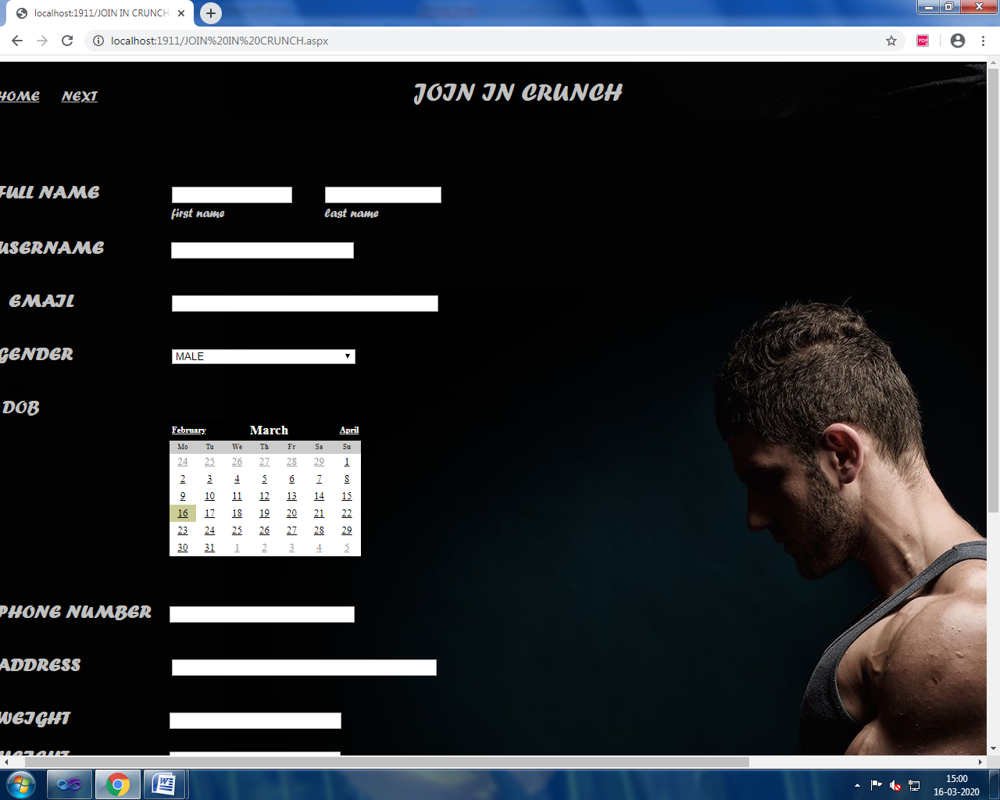 localhost:1911/JOIN IN CRUNCH
localhost:1911/JOIN%20IN%20CRUNCH.aspx
PDF
HOME NEXT
JOIN IN CRUNCH
FULL NAME
first name last name
USERNAME
EMAIL
GENDER
MALE
DOB
February March April
Mo Tu We Th Fr Sa Su
24 25 26 27 28 29 1
2 3 4 5 6 7 8
9 10 11 12 13 14 15
16 17 18 19 20 21 22
23 24 25 26 27 28 29
30 31 1 2 3 4 5
PHONE NUMBER
ADDRESS
WEIGHT
HEIGHT
15:00
16-03-2020